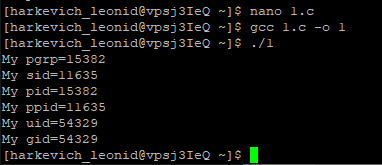 [harkevich_leonid@vpsj3IeQ ~]$ nano 1.c
[harkevich_leonid@vpsj3IeQ ~]$ gcc 1.c -o 1
[harkevich_leonid@vpsj3IeQ ~]$ ./1
My pgrp=15382
My sid=11635
My pid=15382
My ppid=11635
My uid=54329
My gid=54329
[harkevich_leonid@vpsj3IeQ ~]$